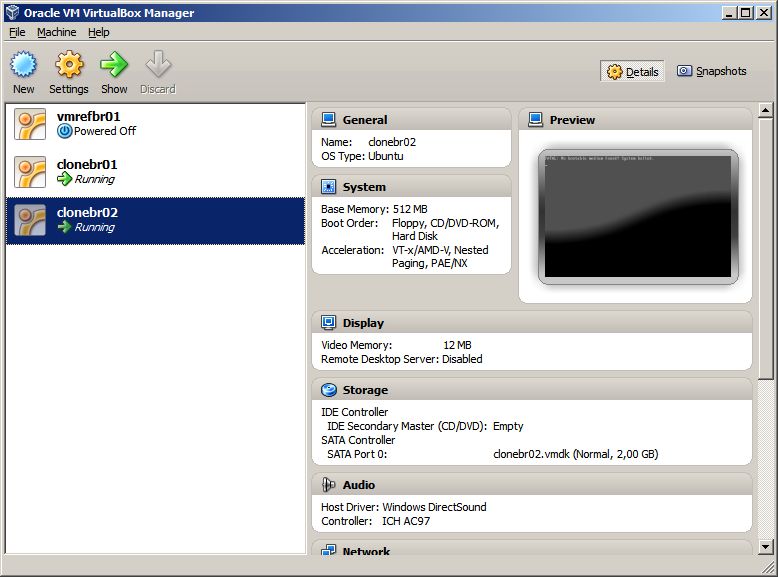 Oracle VM VirtualBox Manager
File Machine Help
New Settings Show Discard
Details Snapshots
vmrefbr01
Powered Off
clonebr01
Running
clonebr02
Running
General
Name: clonebr02
OS Type: Ubuntu
System
Base Memory: 512 MB
Boot Order: Floppy, CD/DVD-ROM,
Hard Disk
Acceleration: VT-x/AMD-V, Nested
Paging, PAE/NX
Preview
FATAL: No bootable medium found! System halted.
Display
Video Memory: 12 MB
Remote Desktop Server: Disabled
Storage
IDE Controller
IDE Secondary Master (CD/DVD): Empty
SATA Controller
SATA Port 0: clonebr02.vmdk (Normal, 2,00 GB)
Audio
Host Driver: Windows DirectSound
Controller: ICH AC97
Network